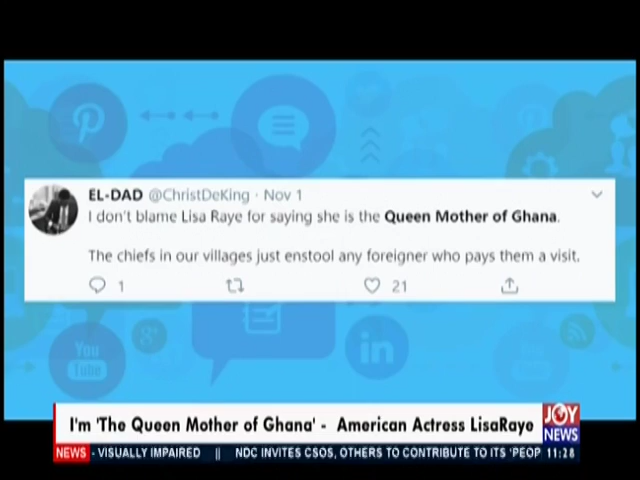 EL-DAD @ChristDeKing · Nov 1
I don't blame Lisa Raye for saying she is the Queen Mother of Ghana.
The chiefs in our villages just enstool any foreigner who pays them a visit.
1 21
You
Tube
in
I'm 'The Queen Mother of Ghana' - American Actress LisaRaye
JOY
NEWS
NEWS - VISUALLY IMPAIRED || NDC INVITES CSOS, OTHERS TO CONTRIBUTE TO ITS 'PEOP 11:28